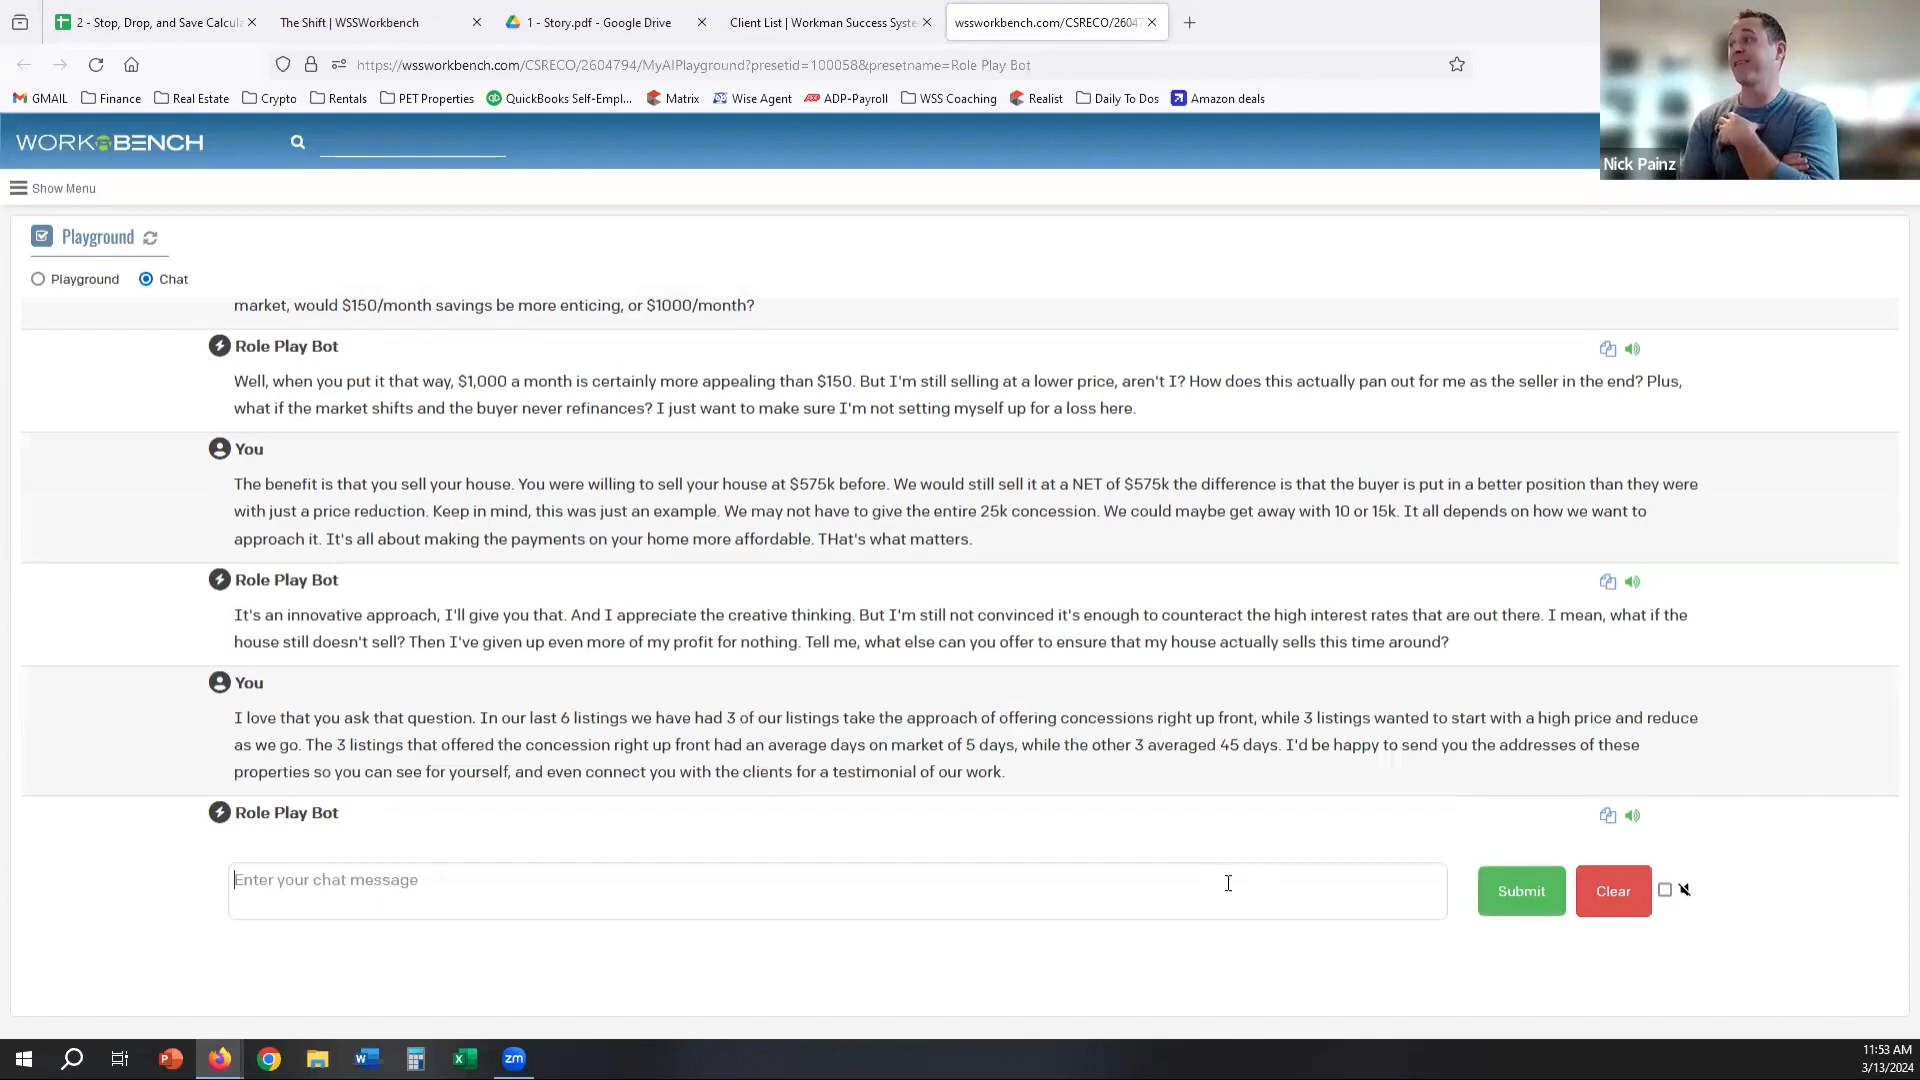 2 - Stop, Drop, and Save Calcula
The Shift | WSSWorkbench
1 - Story.pdf - Google Drive
Client List | Workman Success Syste
wssworkbench.com/CSRECO/26047
https://wssworkbench.com/CSRECO/2604794/MyAIPlayground?presetid=100058&presetname=Role Play Bot
GMAIL
Finance
Real Estate
Crypto
Rentals
PET Properties
QuickBooks Self-Empl...
Matrix
Wise Agent
ADP-Payroll
WSS Coaching
Realist
Daily To Dos
Amazon deals
WORKBENCH
Nick Painz
Show Menu
Playground
Playground
Chat
market, would $150/month savings be more enticing, or $1000/month?
Role Play Bot
Well, when you put it that way, $1,000 a month is certainly more appealing than $150. But I'm still selling at a lower price, aren't I? How does this actually pan out for me as the seller in the end? Plus,
what if the market shifts and the buyer never refinances? I just want to make sure I'm not setting myself up for a loss here.
You
The benefit is that you sell your house. You were willing to sell your house at $575k before. We would still sell it at a NET of $575k the difference is that the buyer is put in a better position than they were
with just a price reduction. Keep in mind, this was just an example. We may not have to give the entire 25k concession. We could maybe get away with 10 or 15k. It all depends on how we want to
approach it. It's all about making the payments on your home more affordable. THat's what matters.
Role Play Bot
It's an innovative approach, I'll give you that. And I appreciate the creative thinking. But I'm still not convinced it's enough to counteract the high interest rates that are out there. I mean, what if the
house still doesn't sell? Then I've given up even more of my profit for nothing. Tell me, what else can you offer to ensure that my house actually sells this time around?
You
I love that you ask that question. In our last 6 listings we have had 3 of our listings take the approach of offering concessions right up front, while 3 listings wanted to start with a high price and reduce
as we go. The 3 listings that offered the concession right up front had an average days on market of 5 days, while the other 3 averaged 45 days. I'd be happy to send you the addresses of these
properties so you can see for yourself, and even connect you with the clients for a testimonial of our work.
Role Play Bot
Enter your chat message
Submit
Clear
zm
11:53 AM
3/13/2024